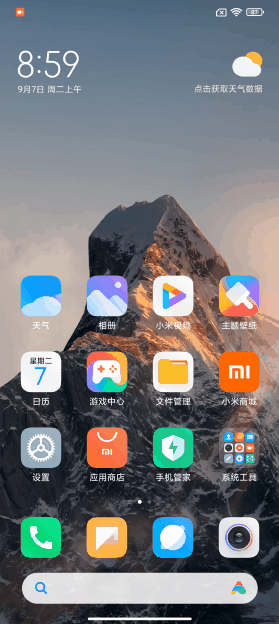 8:59
9月7日 周二上午
点击获取天气数据
天气
相册
小米视频
主题壁纸
星期二
7
日历
游戏中心
文件管理
mi
小米商城
设置
mi
应用商店
手机管家
系统工具